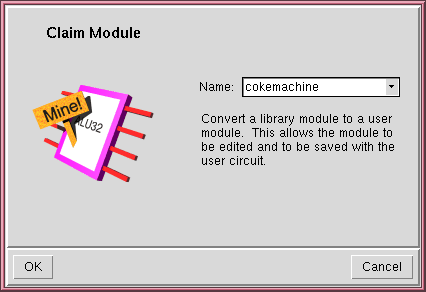 Claim Module
Mine!
ALU32
Name: cokemachine
Convert a library module to a user
module. This allows the module to
be edited and to be saved with the
user circuit.
OK Cancel